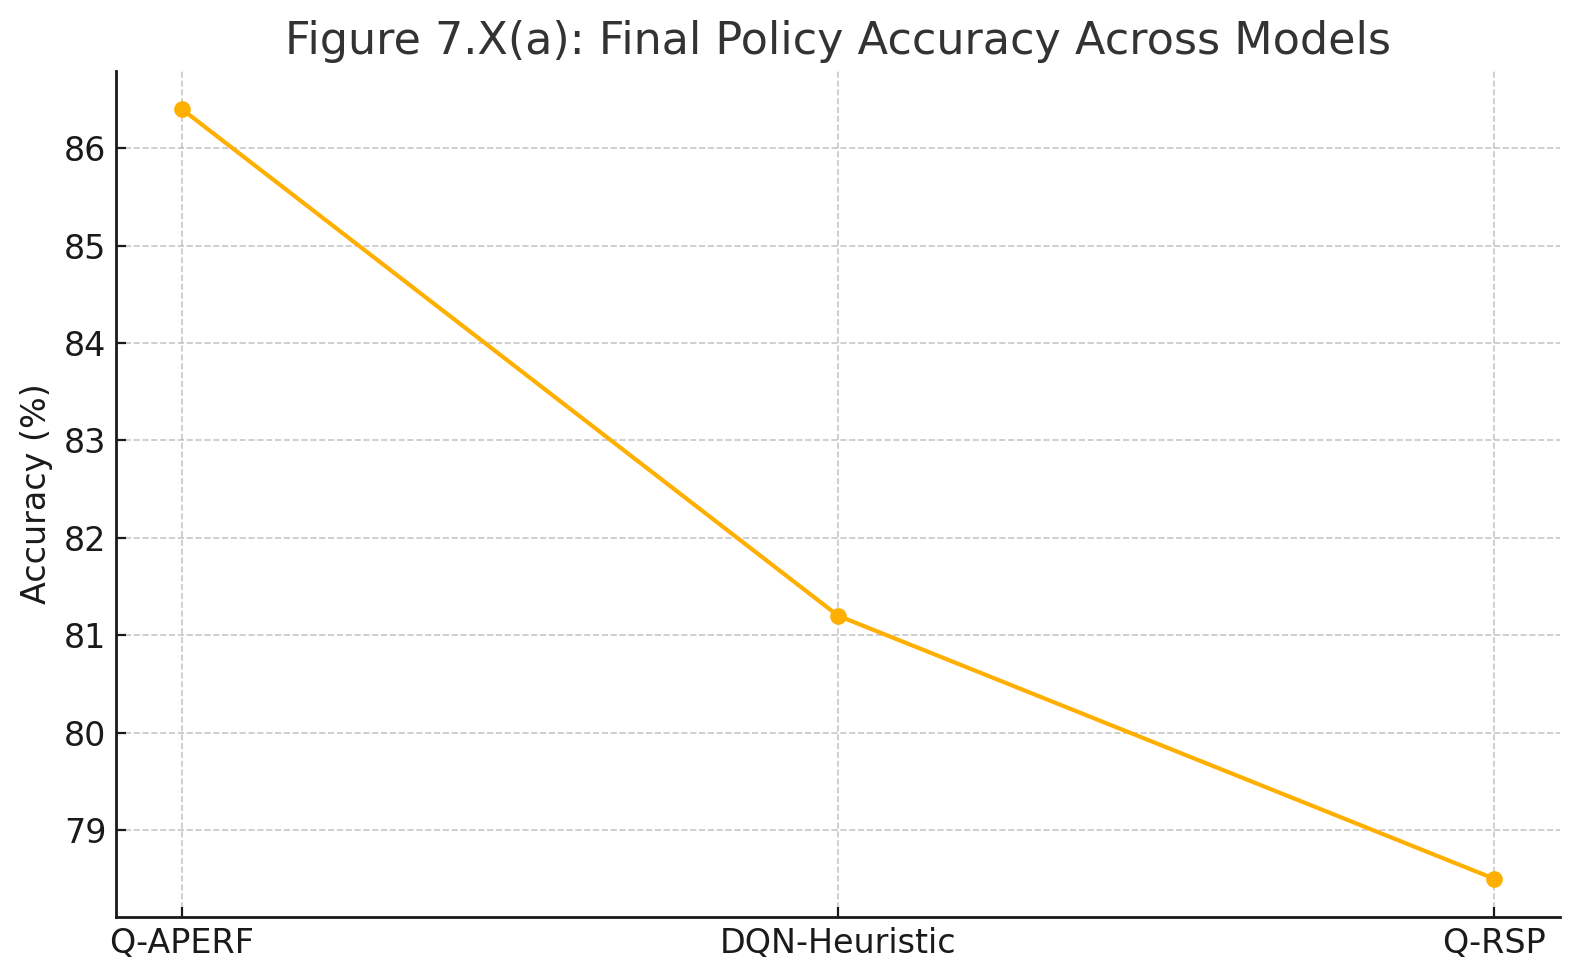 Figure 7.X(a): Final Policy Accuracy Across Models
86
85
84
83
82
81
80
79
Accuracy (%)
Q-APERF DQN-Heuristic Q-RSP